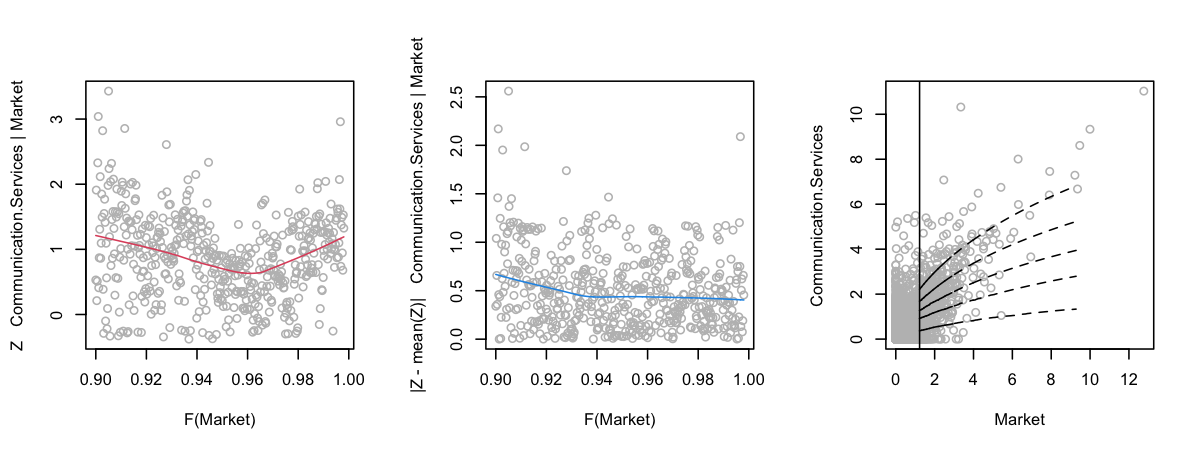 Z   Communication.Services | Market
0
1
2
3
0.90 0.92 0.94 0.96 0.98 1.00
F(Market)
|Z - mean(Z)|   Communication.Services | Market
0.0
0.5
1.0
1.5
2.0
2.5
0.90 0.92 0.94 0.96 0.98 1.00
F(Market)
Communication.Services
0
2
4
6
8
10
0 2 4 6 8 10 12
Market